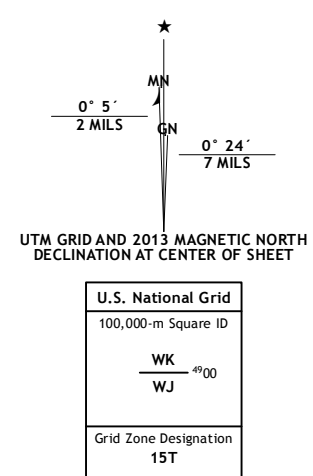 ★
MN
0° 5´
2 MILS
GN
0° 24´
7 MILS
UTM GRID AND 2013 MAGNETIC NORTH
DECLINATION AT CENTER OF SHEET
U.S. National Grid
100,000-m Square ID
WK
⁴⁹00
WJ
Grid Zone Designation
15T